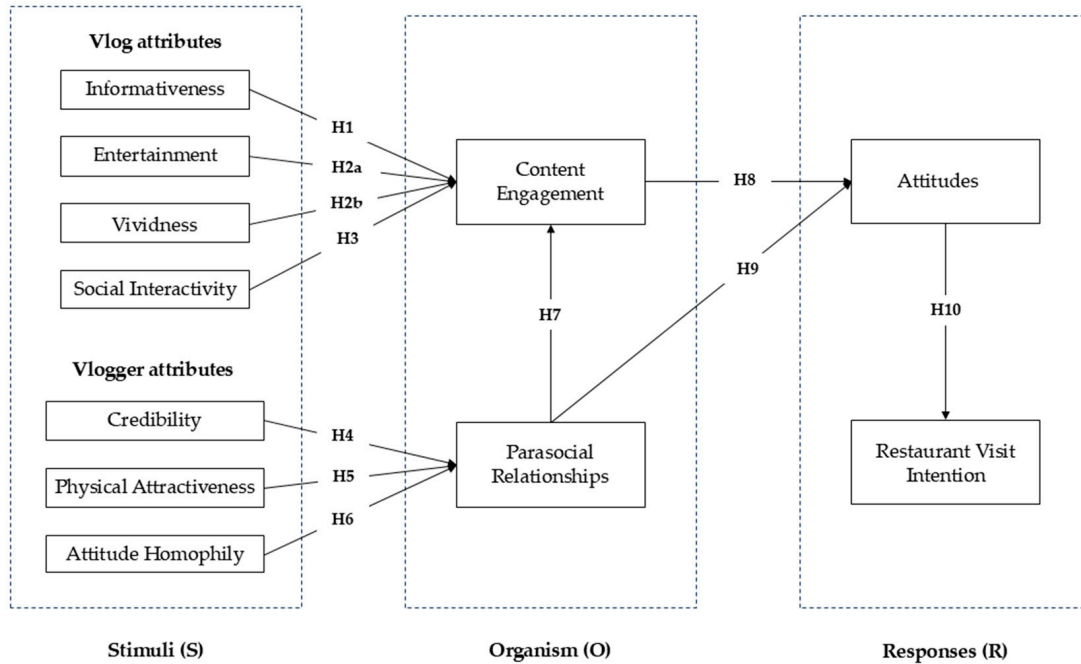 Vlog attributes
Informativeness
Entertainment
Vividness
Social Interactivity
H1
H2a
H2b
H3
Content
Engagement
H8
Attitudes
H7
H9
H10
Vlogger attributes
Credibility
Physical Attractiveness
Attitude Homophily
H4
H5
H6
Parasocial
Relationships
Restaurant Visit
Intention
Stimuli (S)
Organism (O)
Responses (R)